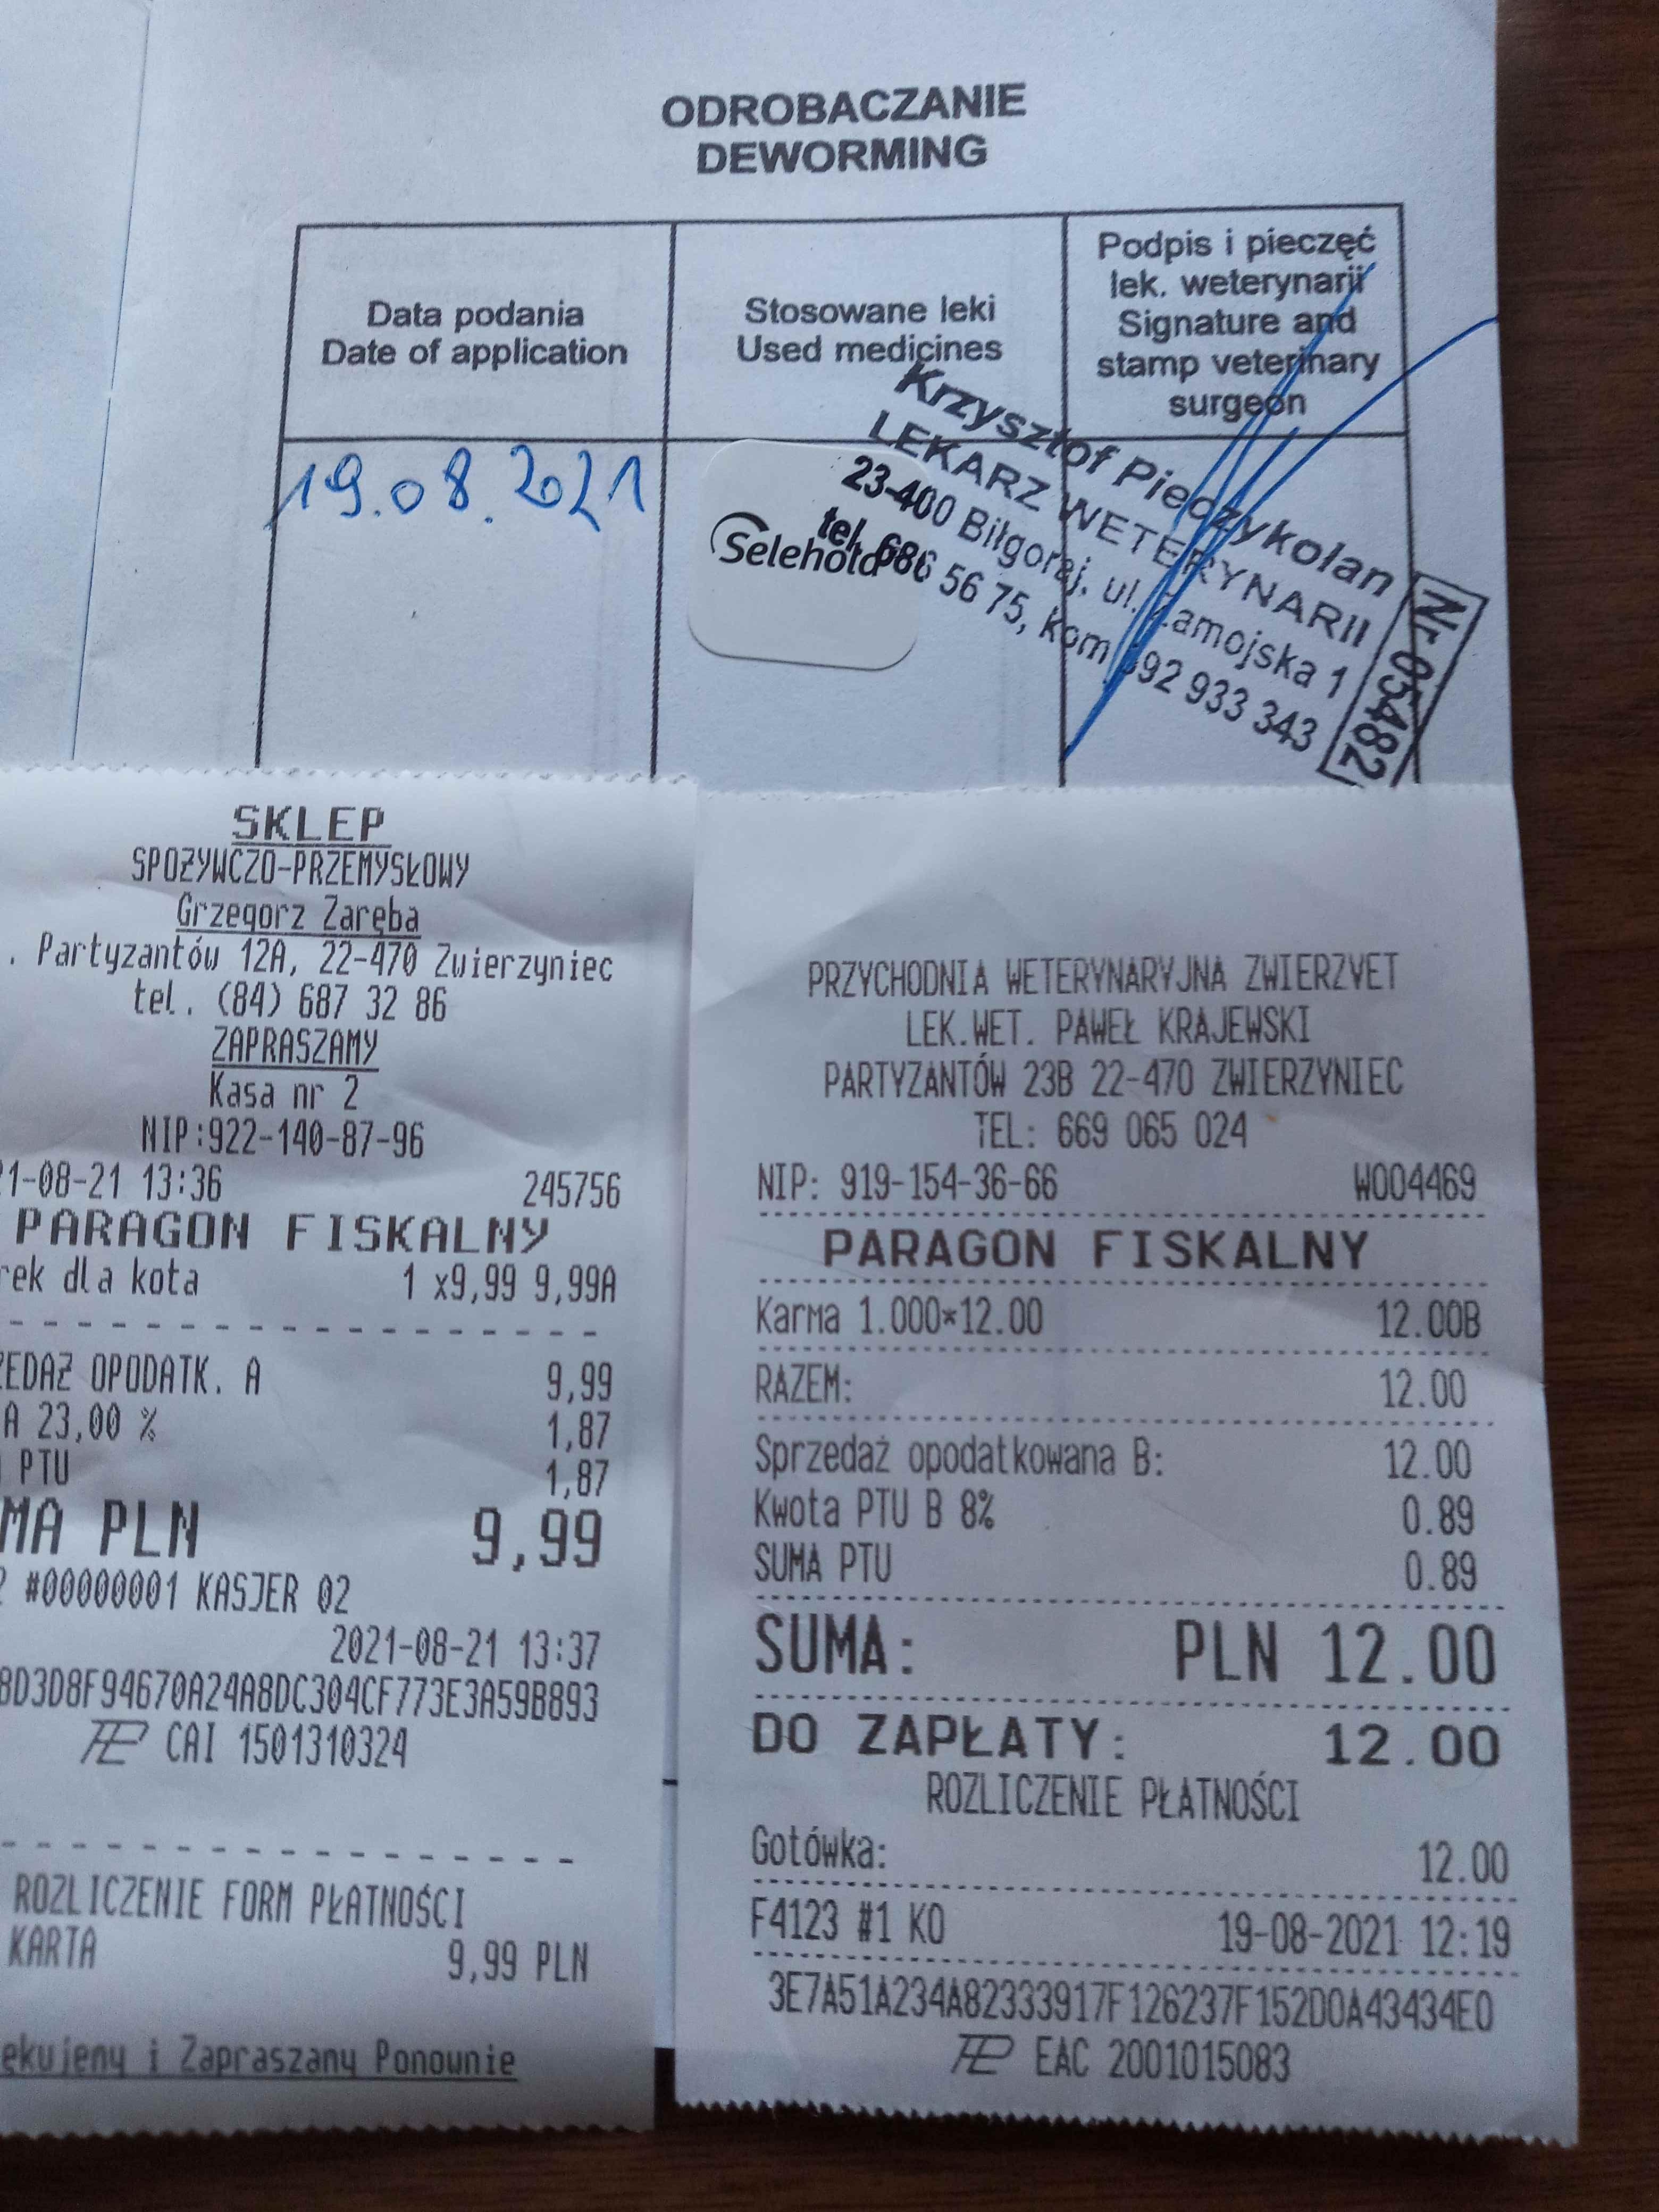 ODROBACZANIE
DEWORMING
Data podania
Date of application
Stosowane leki
Used medicines
Podpis i pieczęć
lek. weterynarii
Signature and
stamp veterinary
surgeon
19.08.2021
Selehold
Krzysztof Pieczykolan
LEKARZ WETERYNARII
23-400 Biłgoraj, ul. Zamojska 1
tel. 686 56 75, kom 692 933 343
Nr 05482
SKLEP
SPOŻYWCZO-PRZEMYSŁOWY
Grzegorz Zaręba
. Partyzantów 12A, 22-470 Zwierzyniec
tel. (84) 687 32 86
ZAPRASZAMY
Kasa nr 2
NIP:922-140-87-96
1-08-21 13:36 245756
PARAGON FISKALNY
rek dla kota 1 x9,99 9,99A
EDAŻ OPODATK. A 9,99
A 23,00 % 1,87
PTU 1,87
MA PLN 9,99
#00000001 KASJER 02
2021-08-21 13:37
8D3D8F94670A24A8DC304CF773E3A59B893
CAI 1501310324
ROZLICZENIE FORM PŁATNOŚCI
KARTA 9,99 PLN
ękujemy i Zapraszamy Ponownie
PRZYCHODNIA WETERYNARYJNA ZWIERZVET
LEK.WET. PAWEŁ KRAJEWSKI
PARTYZANTÓW 23B 22-470 ZWIERZYNIEC
TEL: 669 065 024
NIP: 919-154-36-66 W004469
PARAGON FISKALNY
Karma 1.000*12.00 12.00B
RAZEM: 12.00
Sprzedaż opodatkowana B: 12.00
Kwota PTU B 8% 0.89
SUMA PTU 0.89
SUMA: PLN 12.00
DO ZAPŁATY: 12.00
ROZLICZENIE PŁATNOŚCI
Gotówka: 12.00
F4123 #1 KO 19-08-2021 12:19
3E7A51A234A82333917F126237F152D0A43434E0
EAC 2001015083